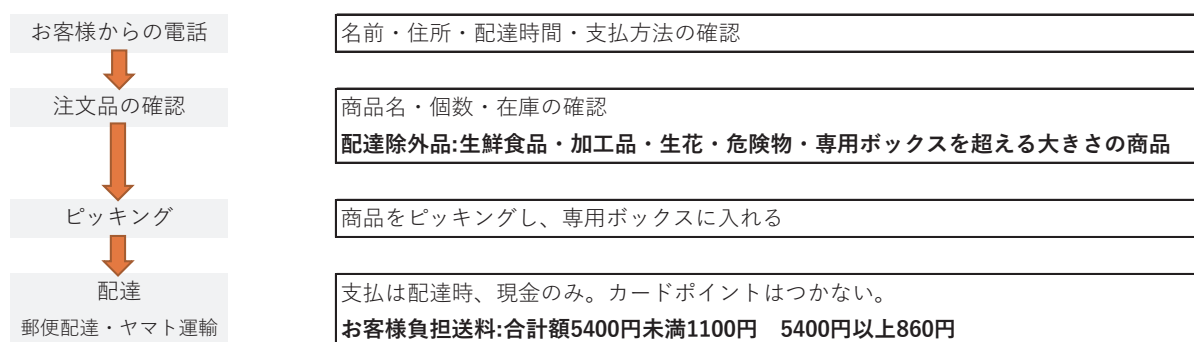 お客様からの電話
名前・住所・配達時間・支払方法の確認
注文品の確認
商品名・個数・在庫の確認
配達除外品:生鮮食品・加工品・生花・危険物・専用ボックスを超える大きさの商品
ピッキング
商品をピッキングし、専用ボックスに入れる
配達
郵便配達・ヤマト運輸
支払は配達時、現金のみ。カードポイントはつかない。
お客様負担送料:合計額5400円未満1100円　5400円以上860円